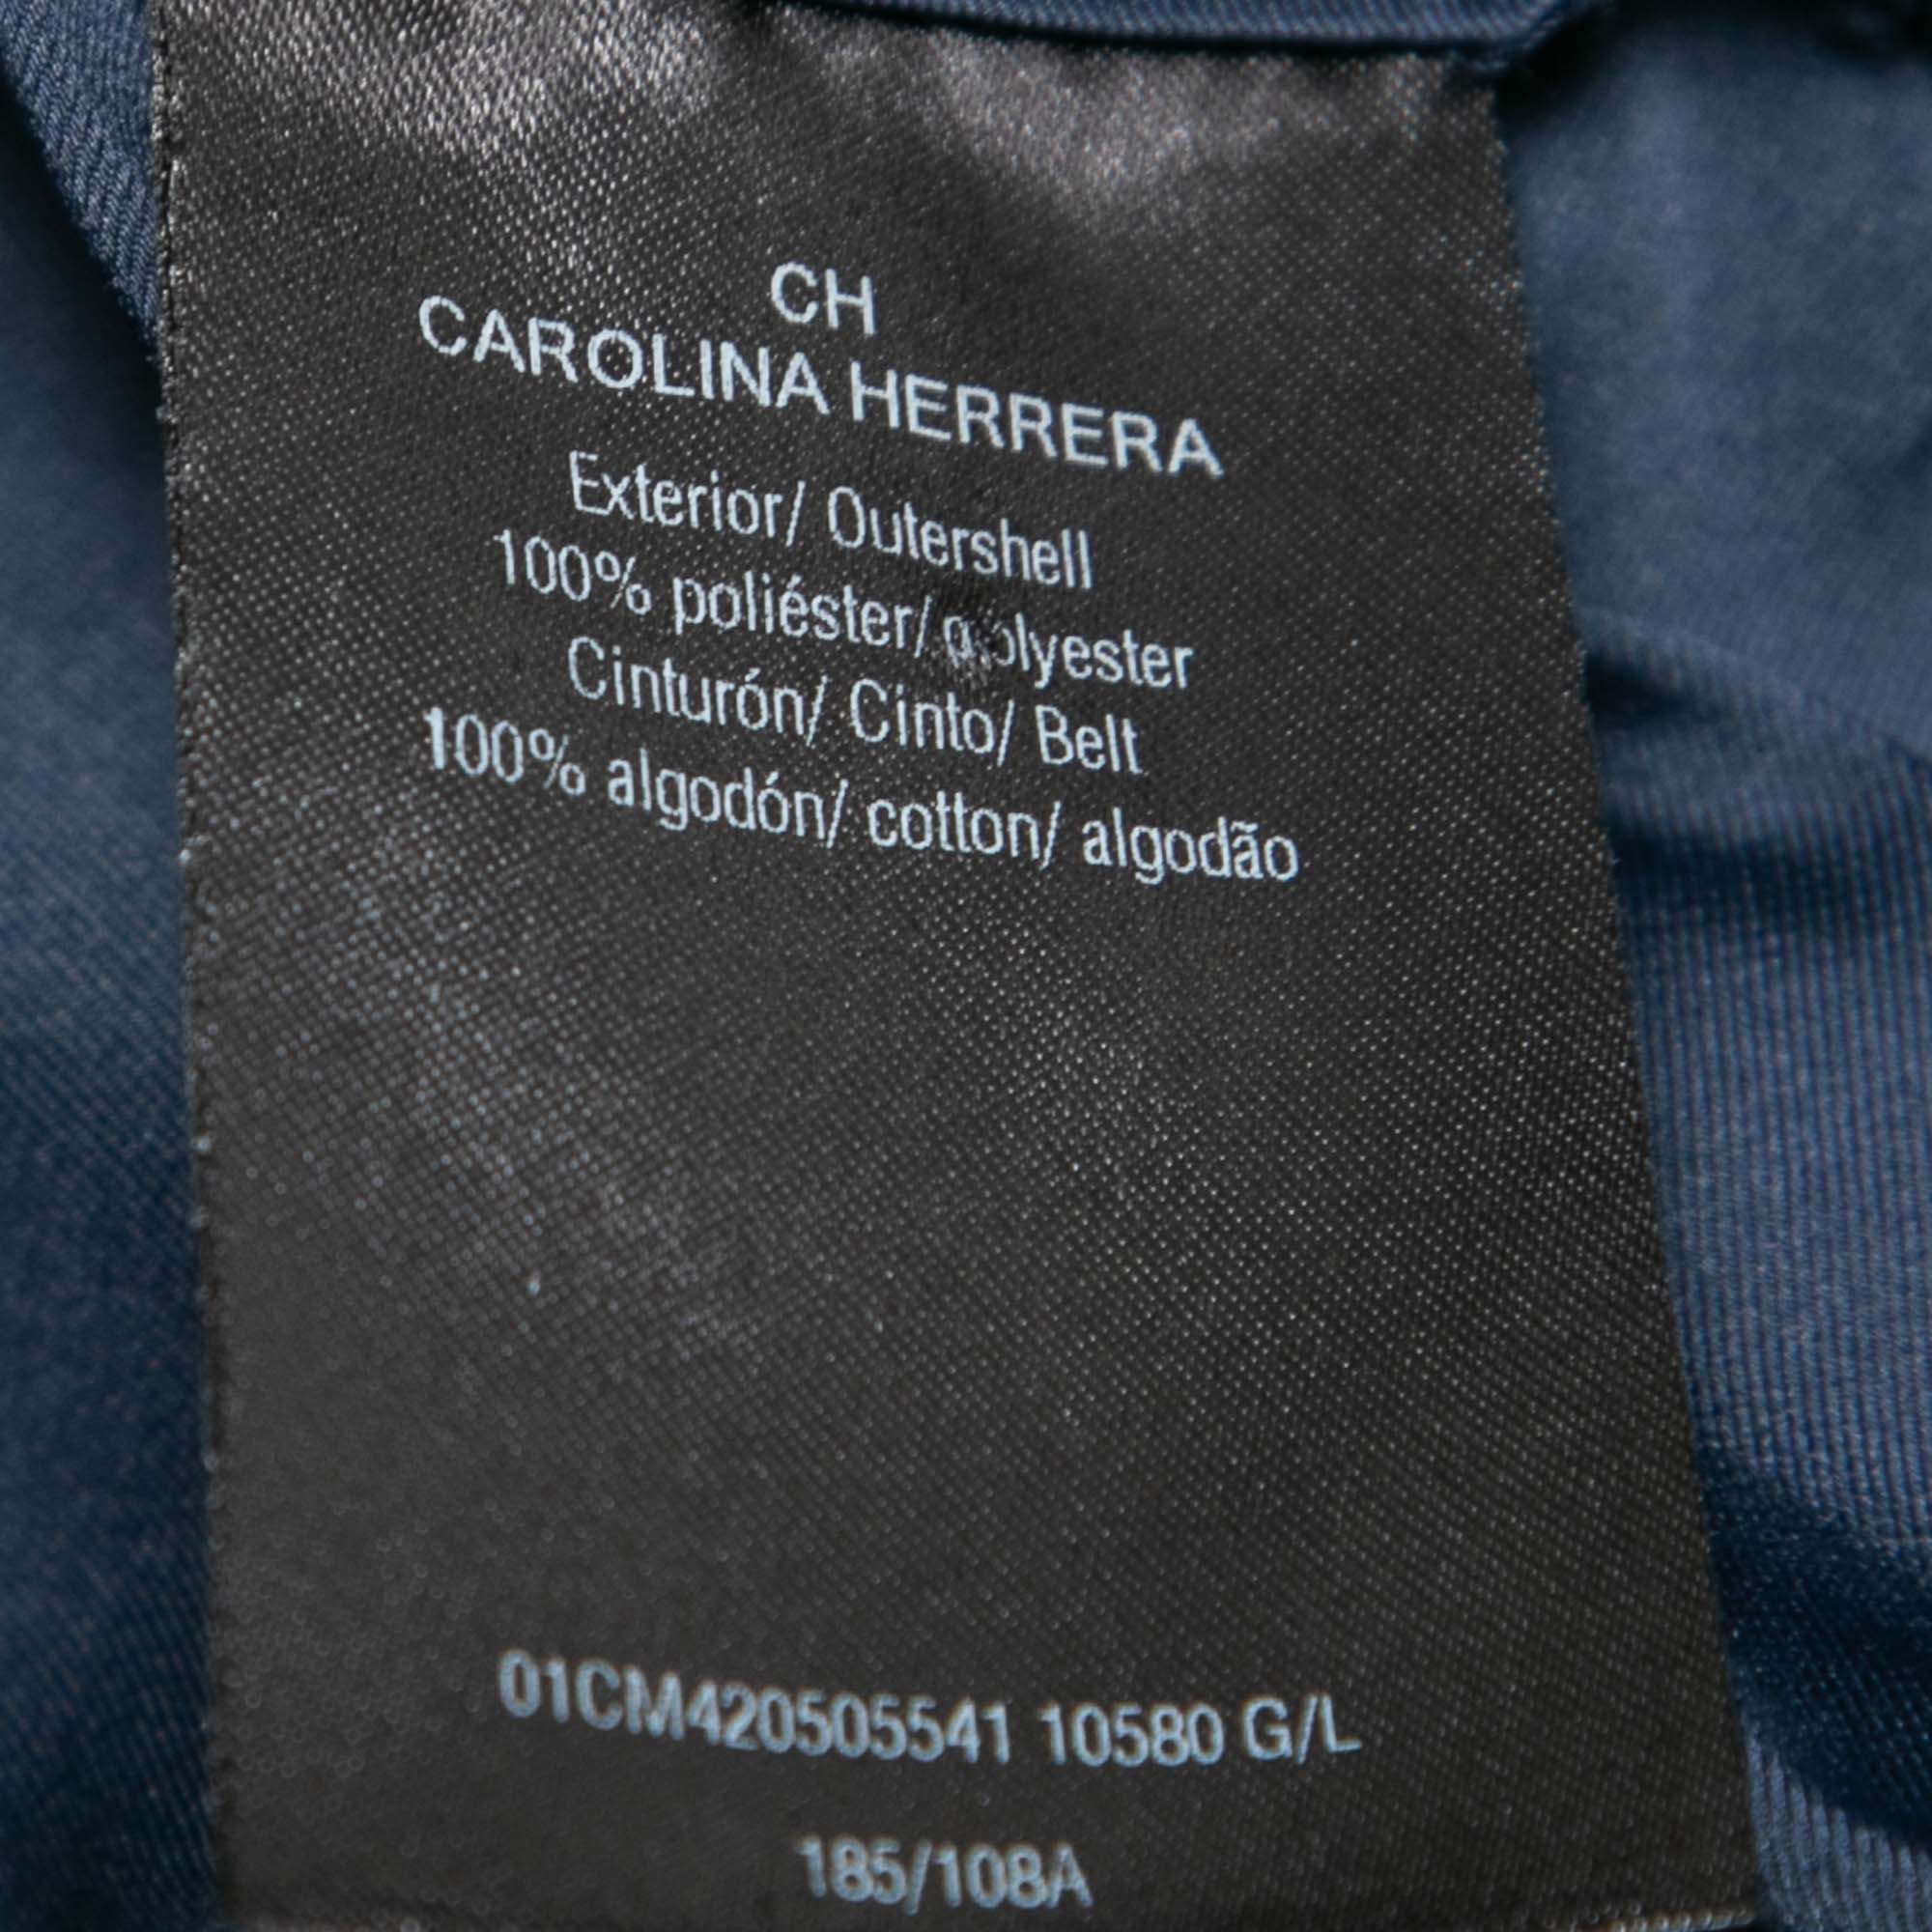 CH
CAROLINA HERRERA
Exterior/ Outershell
100% poliéster/ polyester
Cinturón/ Cinto/ Belt
100% algodón/ cotton/ algodão
01CM420505541 10580 G/L
185/108A